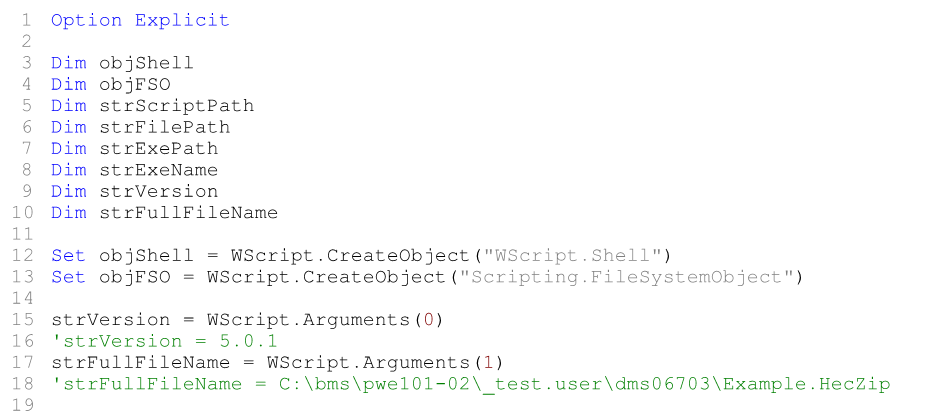 1 Option Explicit
2
3 Dim objShell
4 Dim objFSO
5 Dim strScriptPath
6 Dim strFilePath
7 Dim strExePath
8 Dim strExeName
9 Dim strVersion
10 Dim strFullFileName
11
12 Set objShell = WScript.CreateObject("WScript.Shell")
13 Set objFSO = WScript.CreateObject("Scripting.FileSystemObject")
14
15 strVersion = WScript.Arguments(0)
16 'strVersion = 5.0.1
17 strFullFileName = WScript.Arguments(1)
18 'strFullFileName = C:\bms\pwe101-02\_test.user\dms06703\Example.HecZip
19